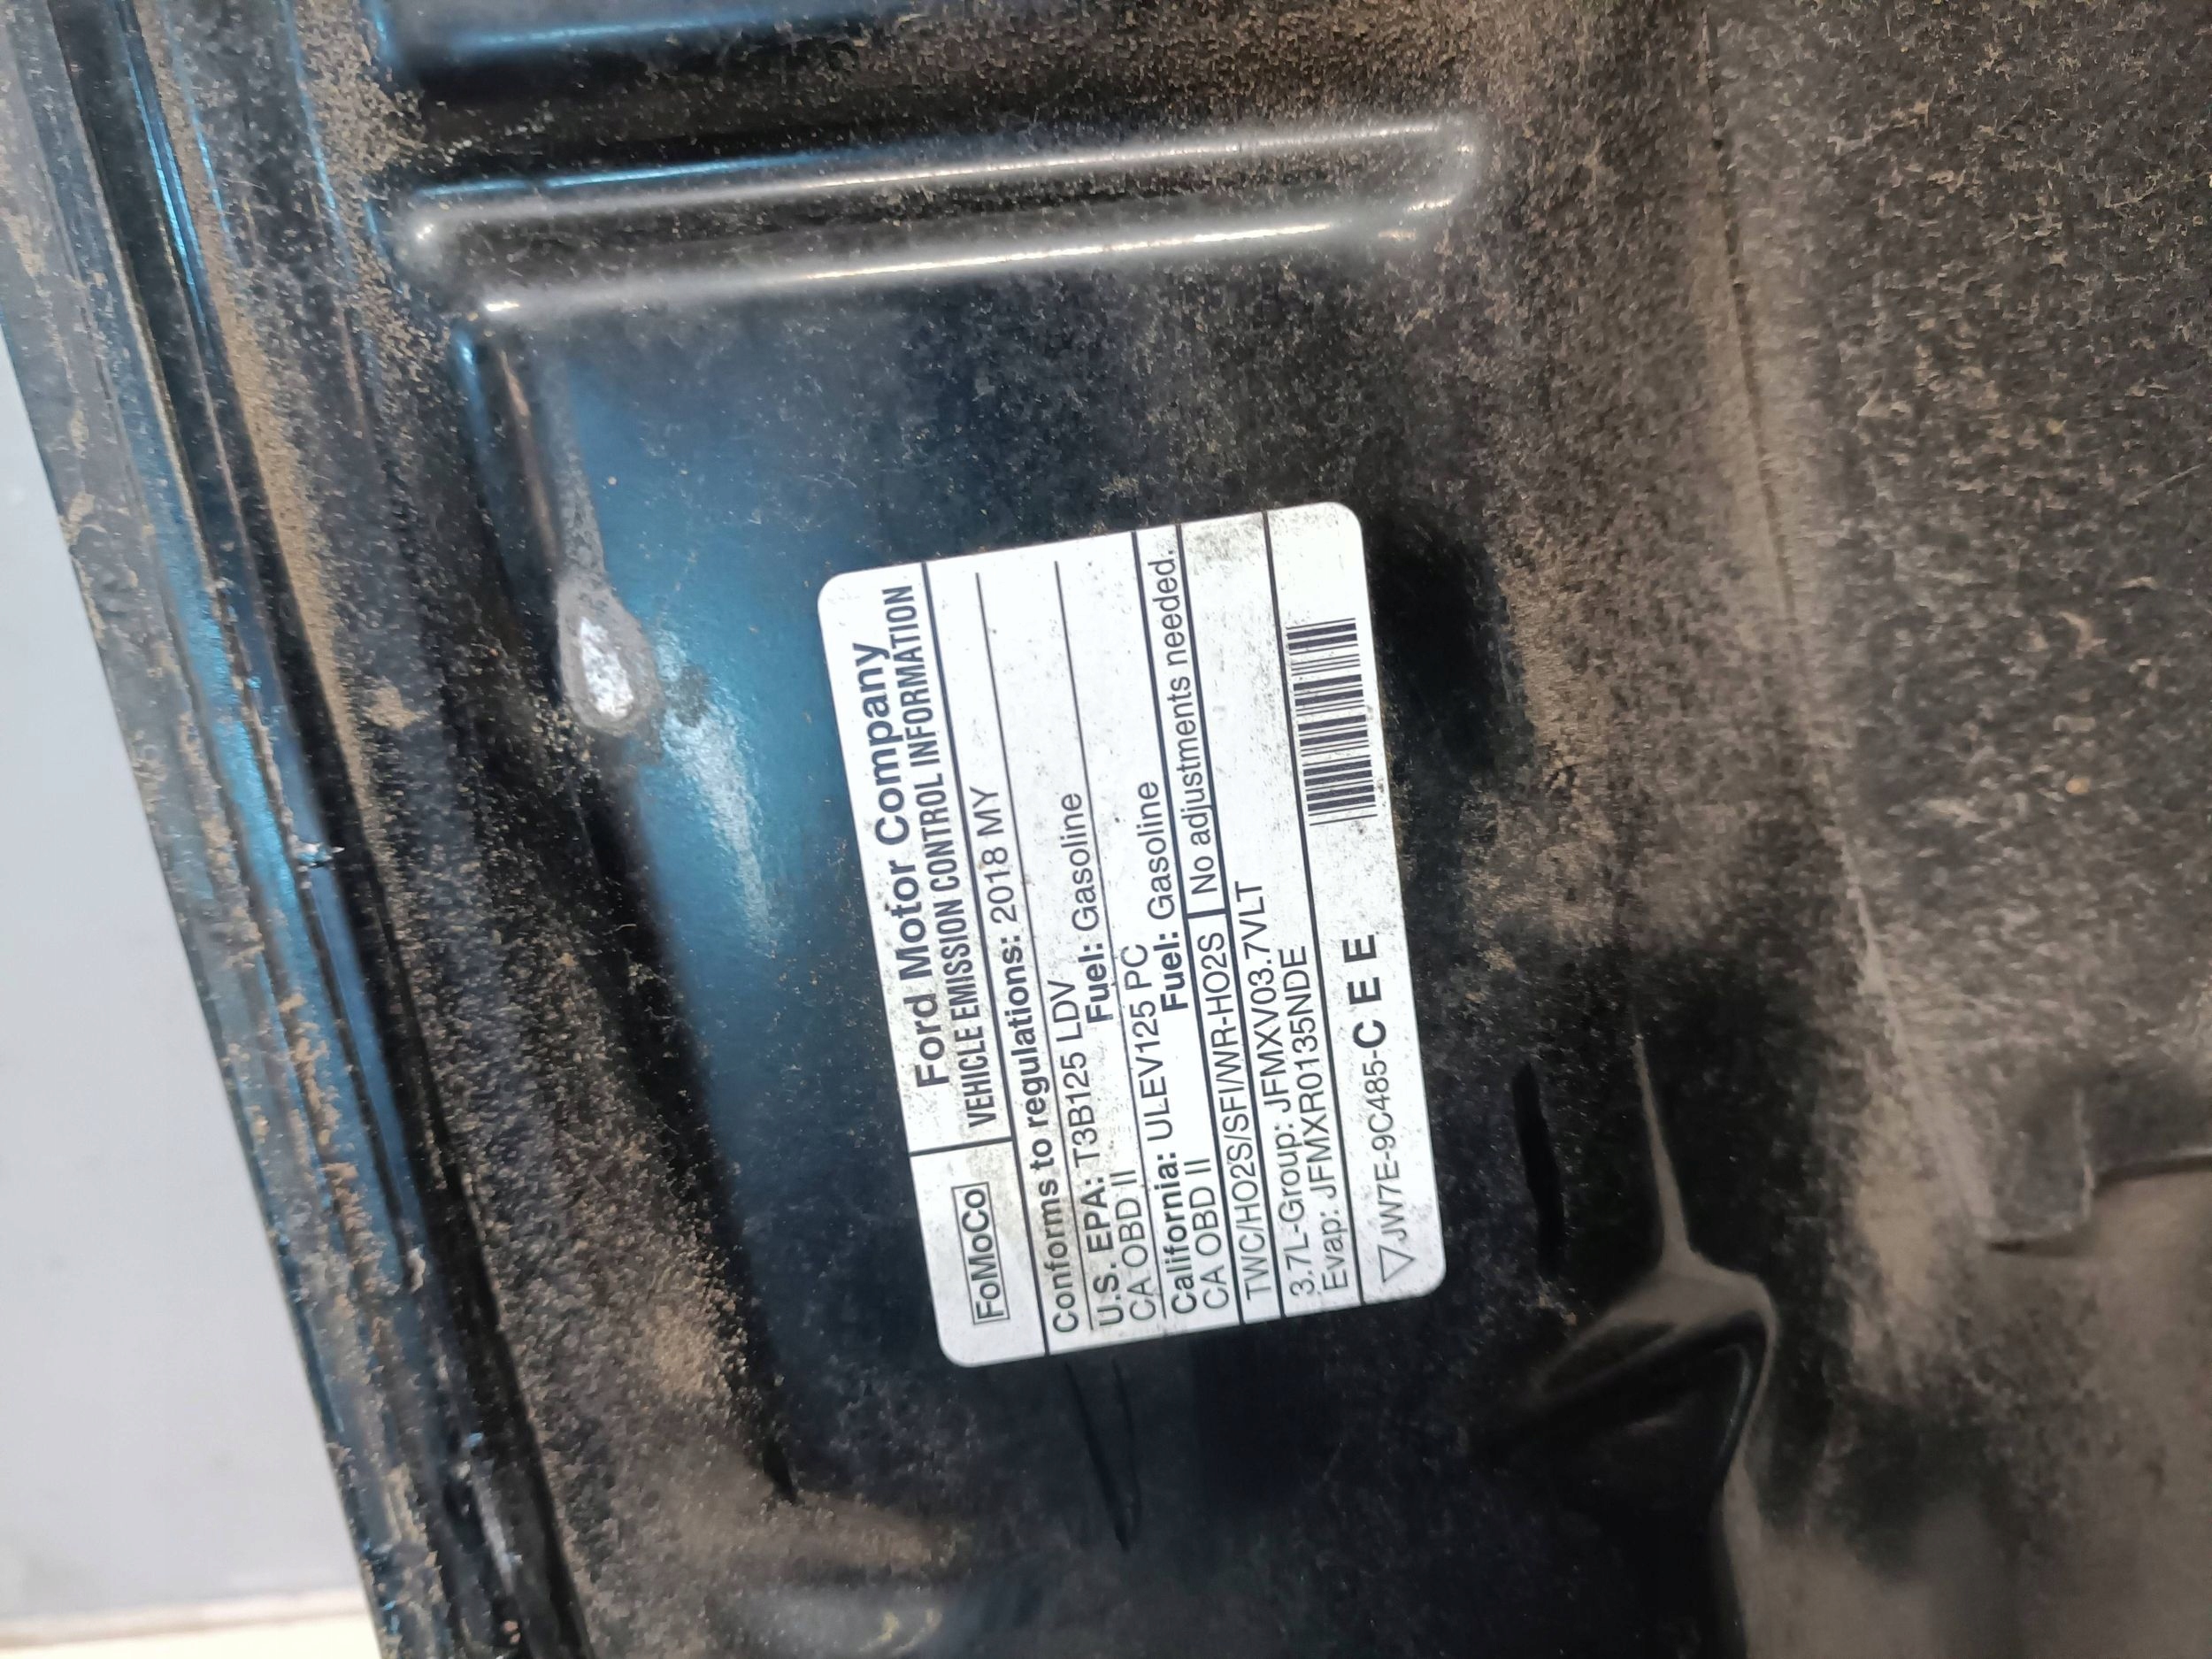 FoMoCo
Ford Motor Company
VEHICLE EMISSION CONTROL INFORMATION
Conforms to regulations: 2018 MY
U.S. EPA: T3B125 LDV
CA OBD II Fuel: Gasoline
California: ULEV125 PC
CA OBD II Fuel: Gasoline
TWC/HO2S/SFI/WR-HO2S No adjustments needed.
3.7L-Group: JFMXV03.7VLT
Evap: JFMXR0135NDE
JW7E-9C485-C E E